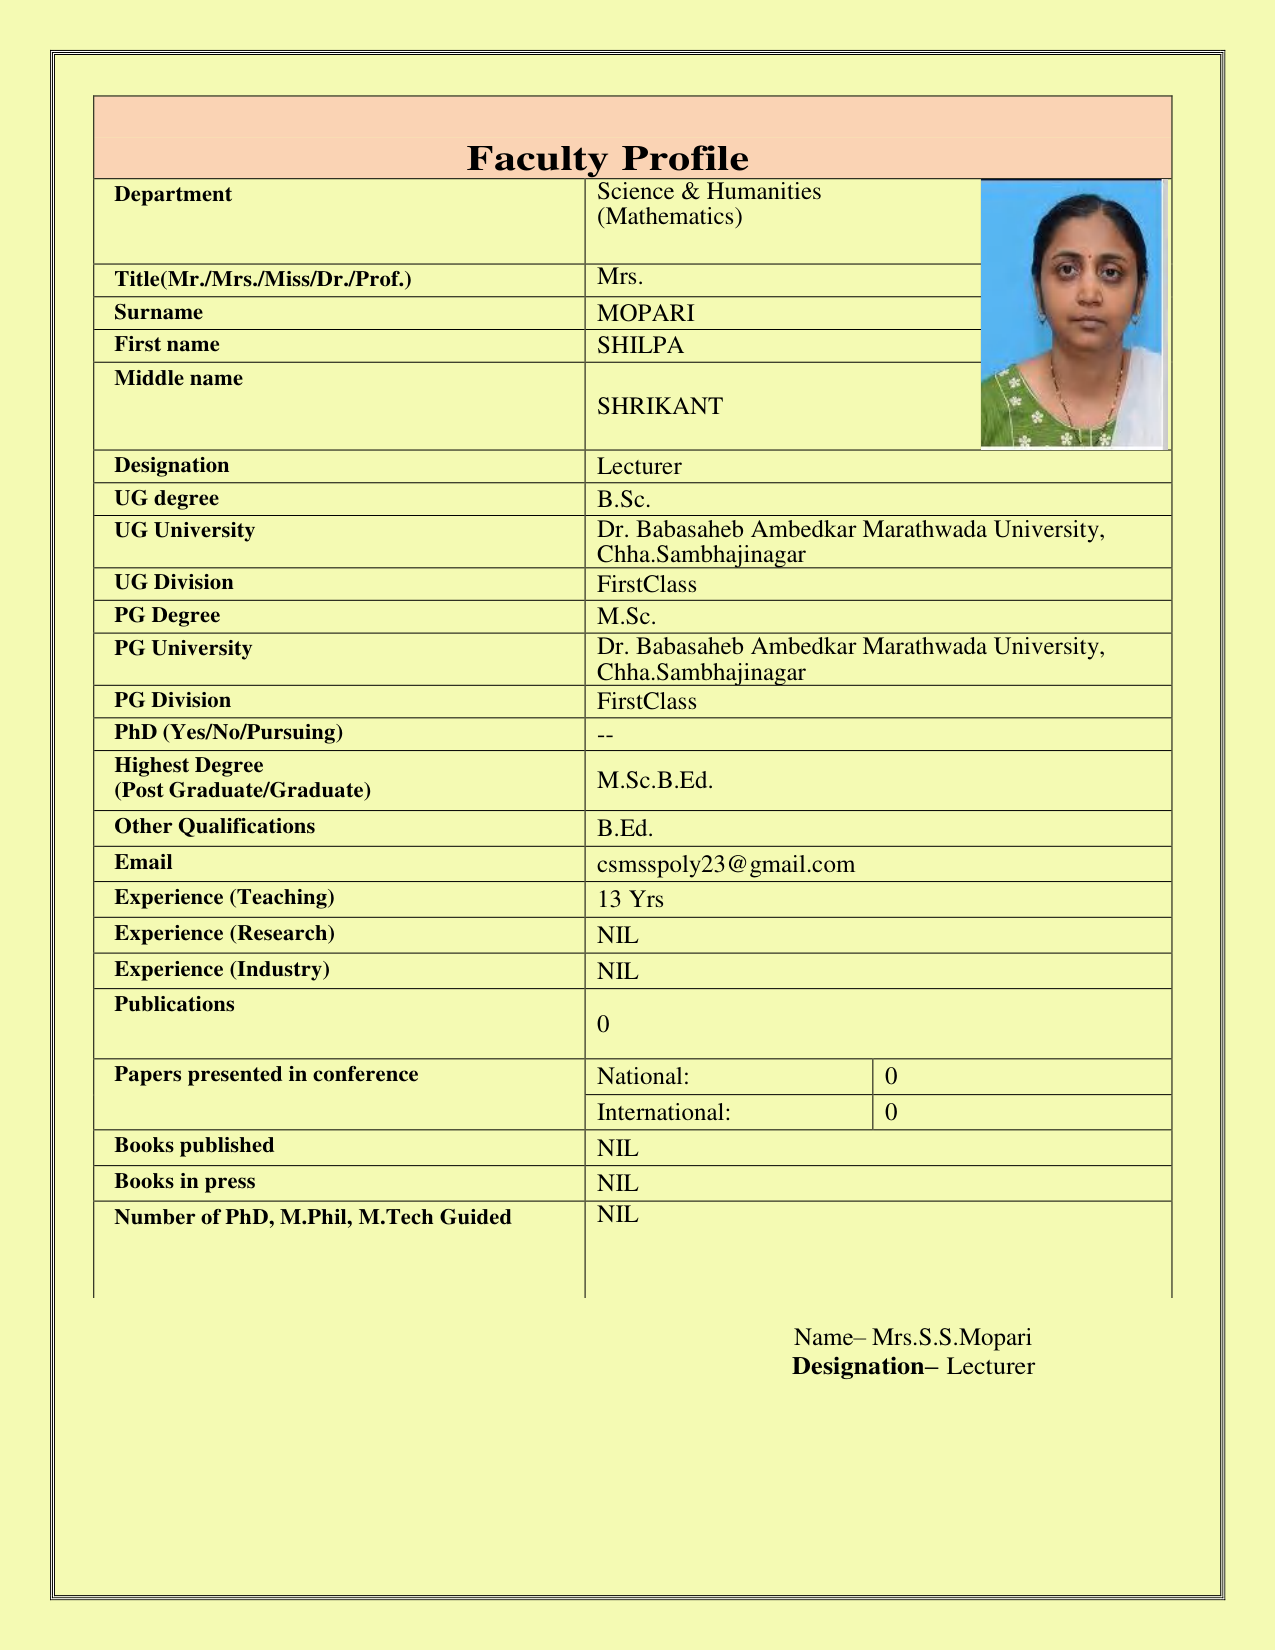 Faculty Profile
Department
Science & Humanities
(Mathematics)
Title(Mr./Mrs./Miss/Dr./Prof.)
Mrs.
Surname
MOPARI
First name
SHILPA
Middle name
SHRIKANT
Designation
Lecturer
UG degree
B.Sc.
UG University
Dr. Babasaheb Ambedkar Marathwada University,
Chha.Sambhajinagar
UG Division
FirstClass
PG Degree
M.Sc.
PG University
Dr. Babasaheb Ambedkar Marathwada University,
Chha.Sambhajinagar
PG Division
FirstClass
PhD (Yes/No/Pursuing)
--
Highest Degree
(Post Graduate/Graduate)
M.Sc.B.Ed.
Other Qualifications
B.Ed.
Email
csmsspoly23@gmail.com
Experience (Teaching)
13 Yrs
Experience (Research)
NIL
Experience (Industry)
NIL
Publications
0
Papers presented in conference
National:
0
International:
0
Books published
NIL
Books in press
NIL
Number of PhD, M.Phil, M.Tech Guided
NIL
Name– Mrs.S.S.Mopari
Designation– Lecturer